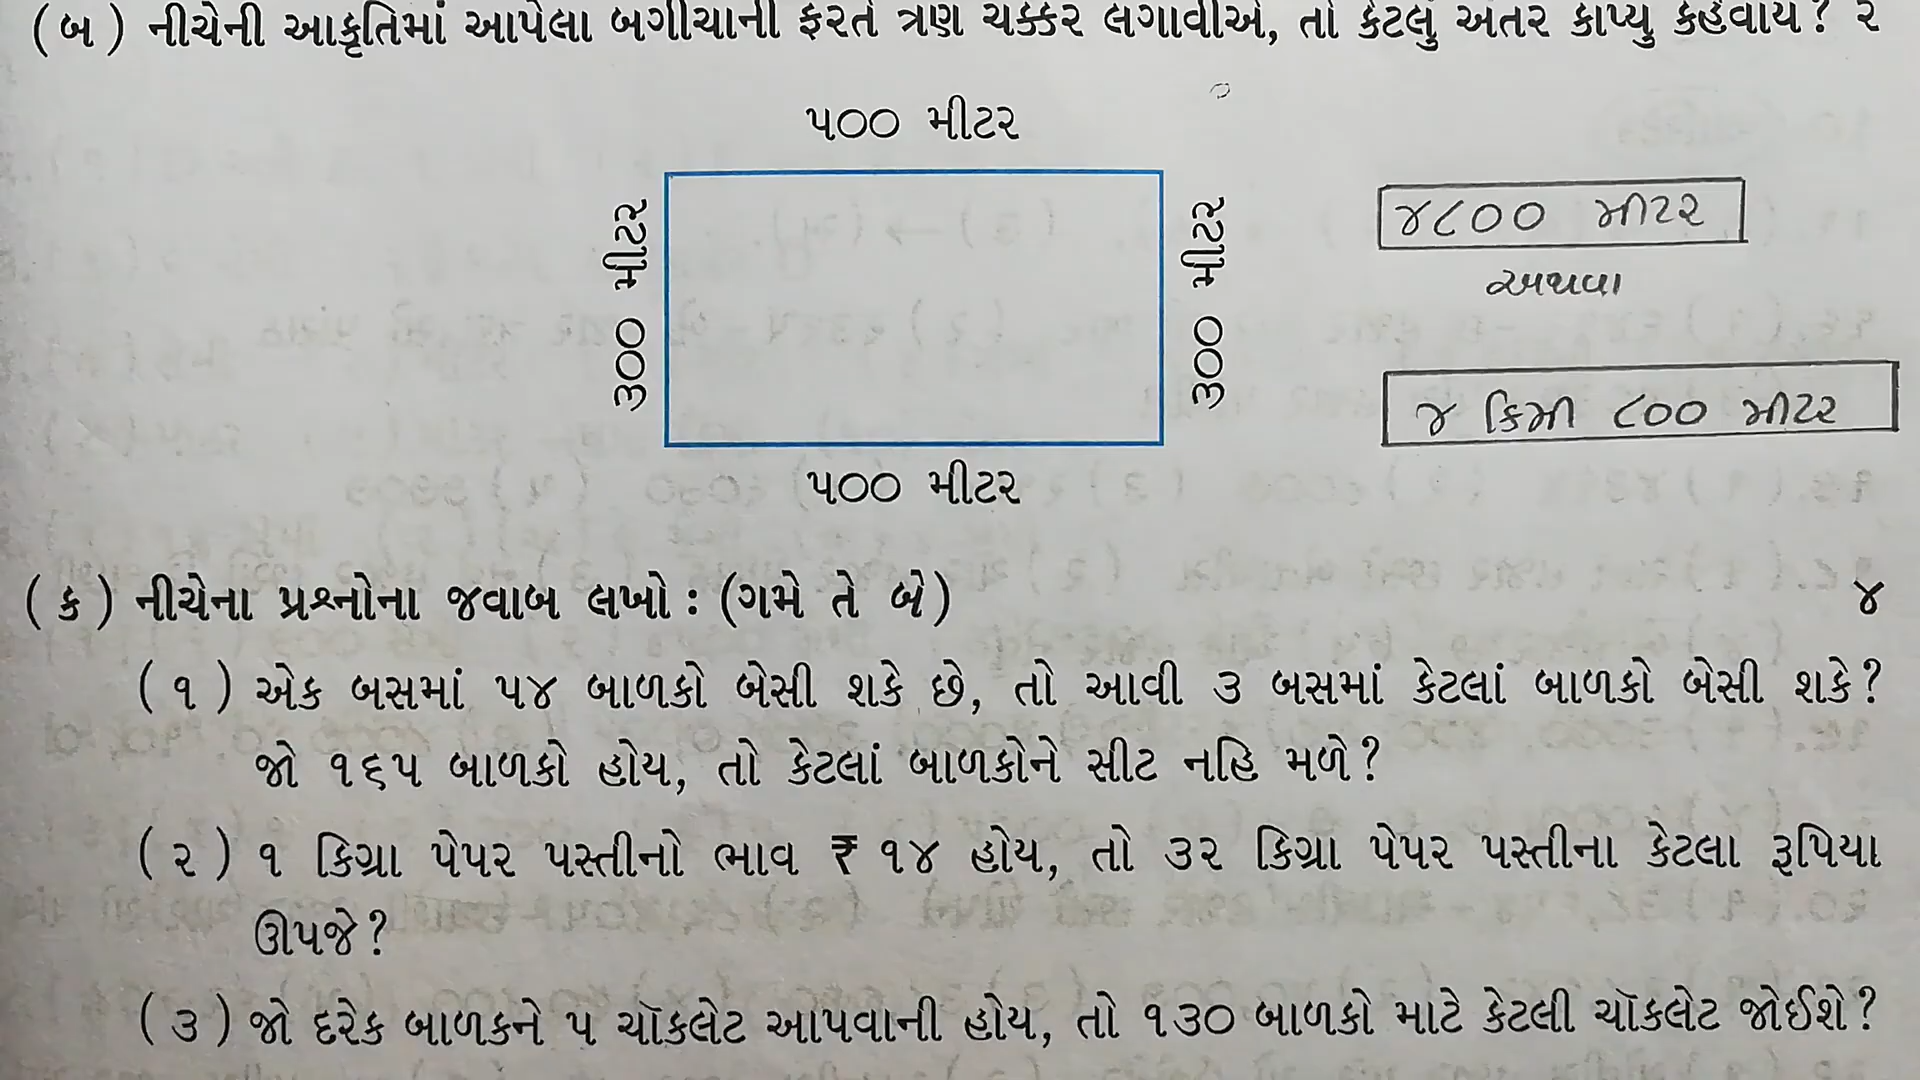 (બ) નીચેની આકૃતિમાં આપેલા બગીચાની ફરતે ત્રણ ચક્કર લગાવીએ, તો કેટલું અંતર કાપ્યુ કહેવાય? ૨
૫૦૦ મીટર
૩૦૦ મીટર
૩૦૦ મીટર
૪૮૦૦ મીટર
અથવા
૪ કિમી ૮૦૦ મીટર
૫૦૦ મીટર
(ક) નીચેના પ્રશ્નોના જવાબ લખો : (ગમે તે બે) ૪
(૧) એક બસમાં ૫૪ બાળકો બેસી શકે છે, તો આવી ૩ બસમાં કેટલાં બાળકો બેસી શકે?
જો ૧૬૫ બાળકો હોય, તો કેટલાં બાળકોને સીટ નહિ મળે?
(૨) ૧ કિગ્રા પેપર પસ્તીનો ભાવ ₹ ૧૪ હોય, તો ૩૨ કિગ્રા પેપર પસ્તીના કેટલા રૂપિયા
ઊપજે?
(૩) જો દરેક બાળકને ૫ ચૉકલેટ આપવાની હોય, તો ૧૩૦ બાળકો માટે કેટલી ચૉકલેટ જોઈશે?